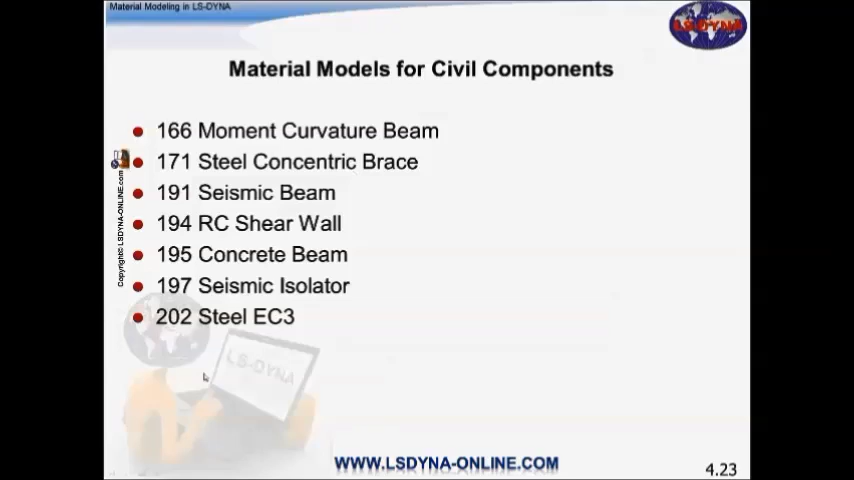 Material Modeling in LS-DYNA
LS-DYNA
Material Models for Civil Components
166 Moment Curvature Beam
171 Steel Concentric Brace
191 Seismic Beam
194 RC Shear Wall
195 Concrete Beam
197 Seismic Isolator
202 Steel EC3
Copyright© LSDYNA-ONLINE.com
LS-DYNA
WWW.LSDYNA-ONLINE.COM
4.23